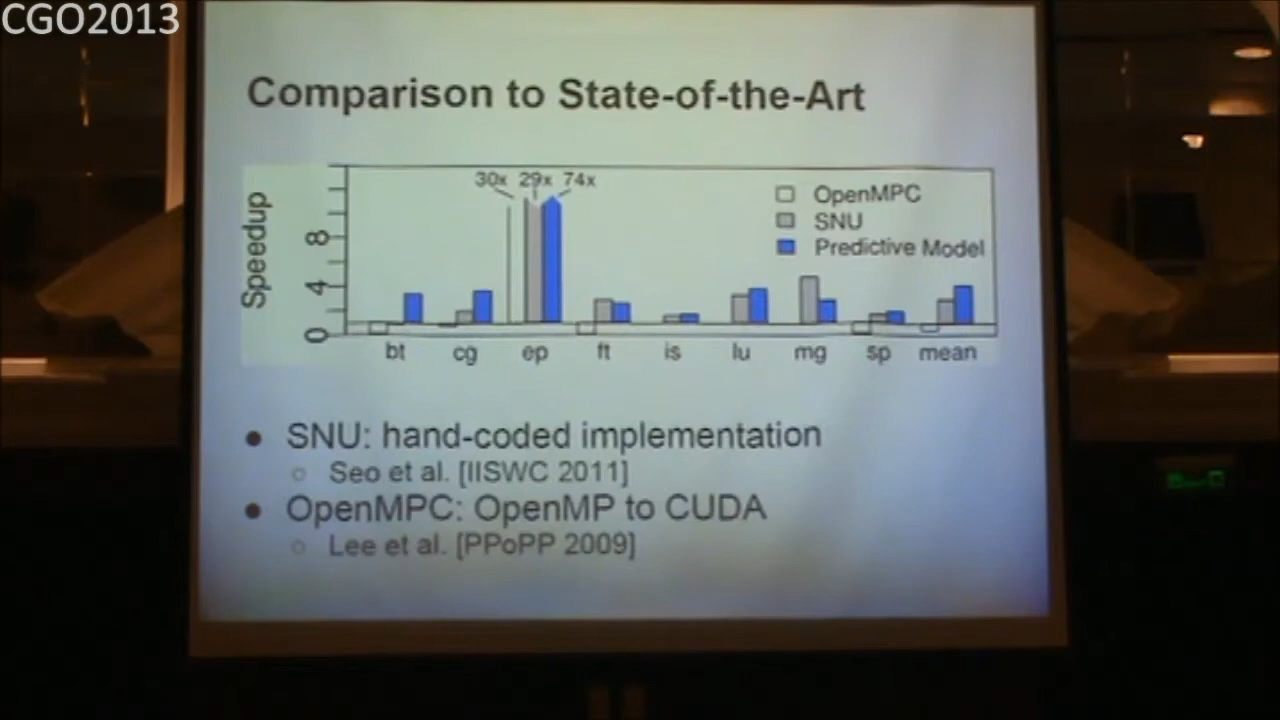 CGO2013
Comparison to State-of-the-Art
30x 29x 74x
OpenMPC
SNU
Predictive Model
Speedup
8
4
0
bt cg ep ft is lu mg sp mean
SNU: hand-coded implementation
Seo et al. [IISWC 2011]
OpenMPC: OpenMP to CUDA
Lee et al. [PPoPP 2009]